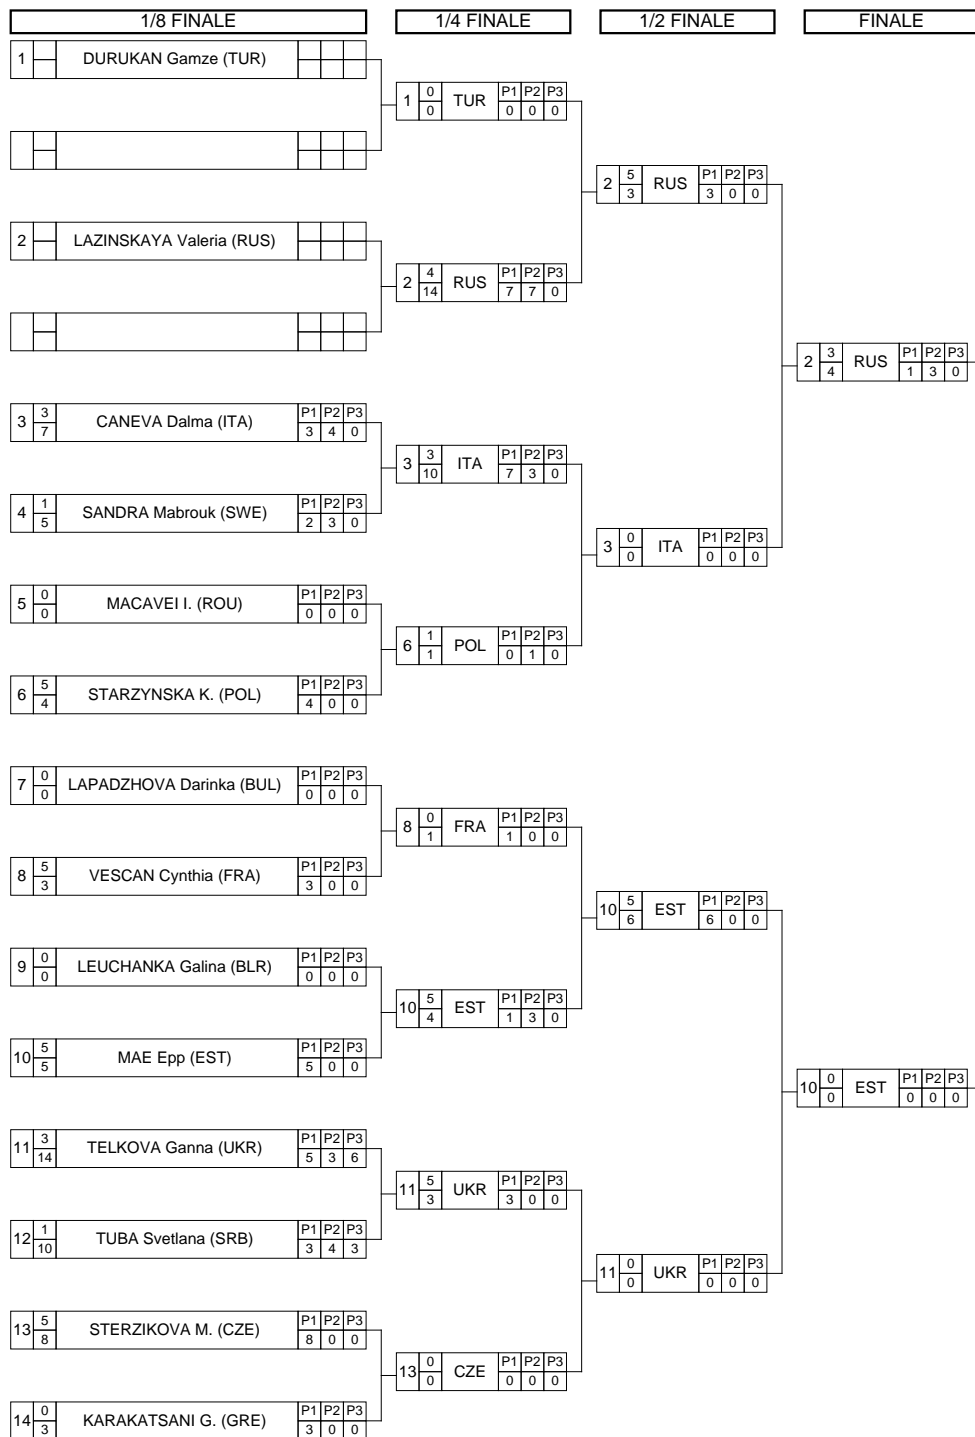 1/8 FINALE 1/4 FINALE 1/2 FINALE FINALE
1 DURUKAN Gamze (TUR)
1 0 0 TUR P1 P2 P3 0 0 0
2 5 3 RUS P1 P2 P3 3 0 0
2 LAZINSKAYA Valeria (RUS)
2 4 14 RUS P1 P2 P3 7 7 0
2 3 4 RUS P1 P2 P3 1 3 0
3 3 7 CANEVA Dalma (ITA) P1 P2 P3 3 4 0
3 3 10 ITA P1 P2 P3 7 3 0
4 1 5 SANDRA Mabrouk (SWE) P1 P2 P3 2 3 0
3 0 0 ITA P1 P2 P3 0 0 0
5 0 0 MACAVEI I. (ROU) P1 P2 P3 0 0 0
6 1 1 POL P1 P2 P3 0 1 0
6 5 4 STARZYNSKA K. (POL) P1 P2 P3 4 0 0
7 0 0 LAPADZHOVA Darinka (BUL) P1 P2 P3 0 0 0
8 0 1 FRA P1 P2 P3 1 0 0
8 5 3 VESCAN Cynthia (FRA) P1 P2 P3 3 0 0
10 5 6 EST P1 P2 P3 6 0 0
9 0 0 LEUCHANKA Galina (BLR) P1 P2 P3 0 0 0
10 5 4 EST P1 P2 P3 1 3 0
10 5 5 MAE Epp (EST) P1 P2 P3 5 0 0
10 0 0 EST P1 P2 P3 0 0 0
11 3 14 TELKOVA Ganna (UKR) P1 P2 P3 5 3 6
11 5 3 UKR P1 P2 P3 3 0 0
12 1 10 TUBA Svetlana (SRB) P1 P2 P3 3 4 3
11 0 0 UKR P1 P2 P3 0 0 0
13 5 8 STERZIKOVA M. (CZE) P1 P2 P3 8 0 0
13 0 0 CZE P1 P2 P3 0 0 0
14 0 3 KARAKATSANI G. (GRE) P1 P2 P3 3 0 0